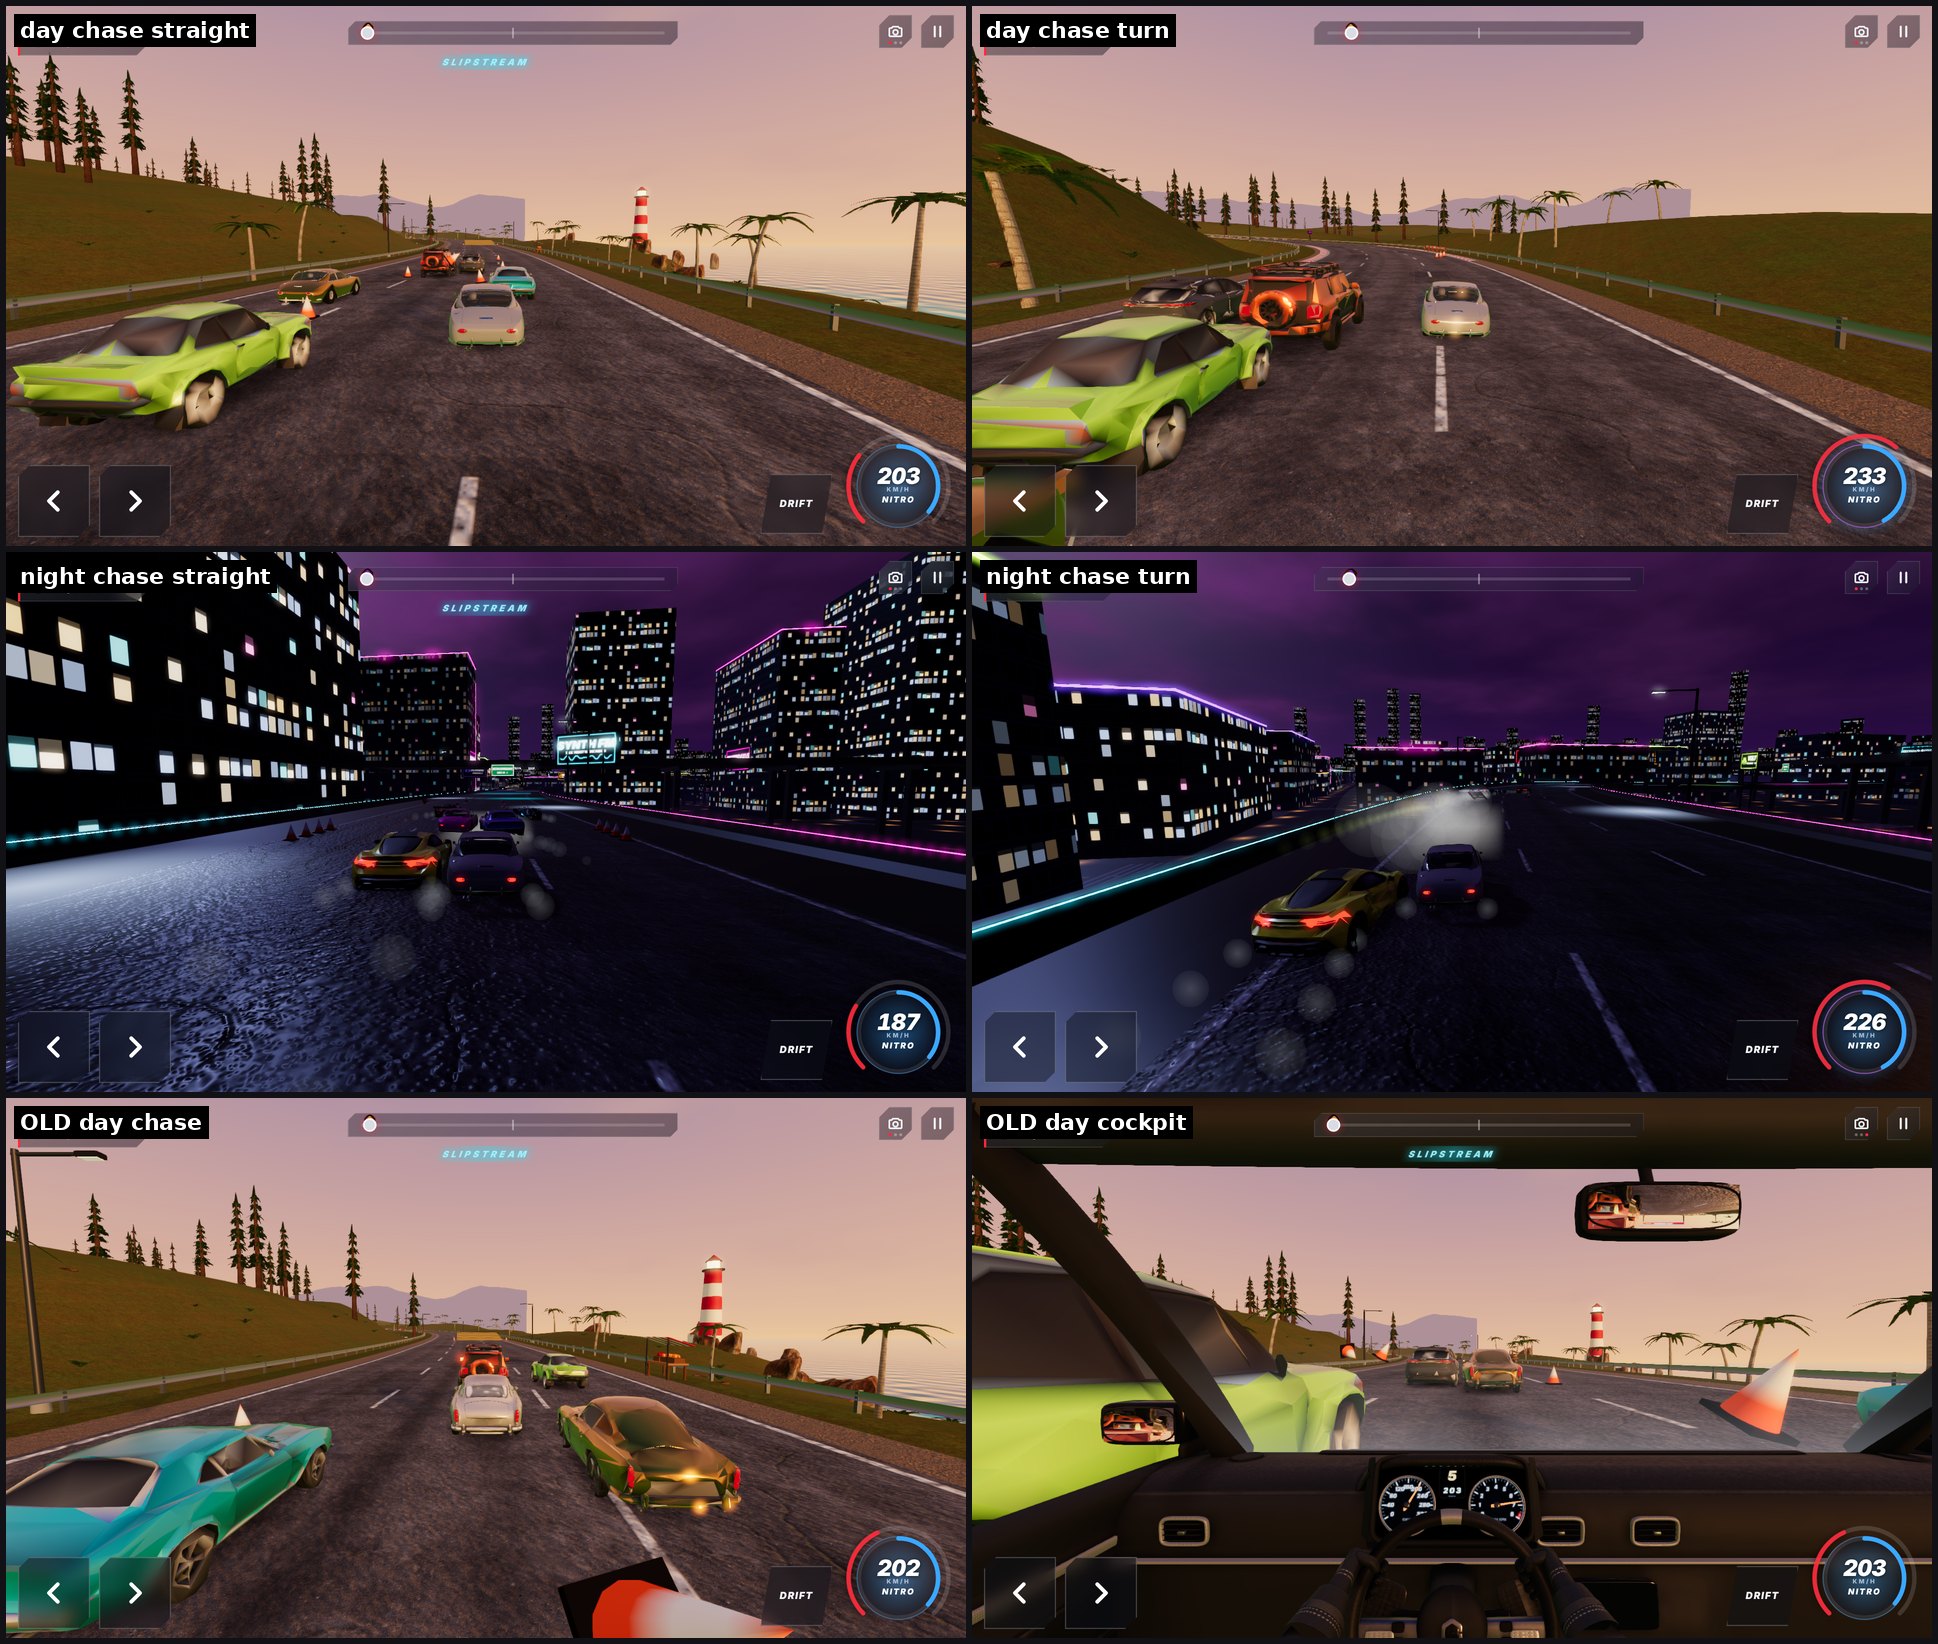 day chase straight
SLIPSTREAM
203
KM/H
NITRO
DRIFT
day chase turn
233
KM/H
NITRO
DRIFT
night chase straight
SLIPSTREAM
187
KM/H
NITRO
DRIFT
night chase turn
226
KM/H
NITRO
DRIFT
OLD day chase
SLIPSTREAM
202
KM/H
NITRO
DRIFT
OLD day cockpit
SLIPSTREAM
5
203
203
KM/H
NITRO
DRIFT